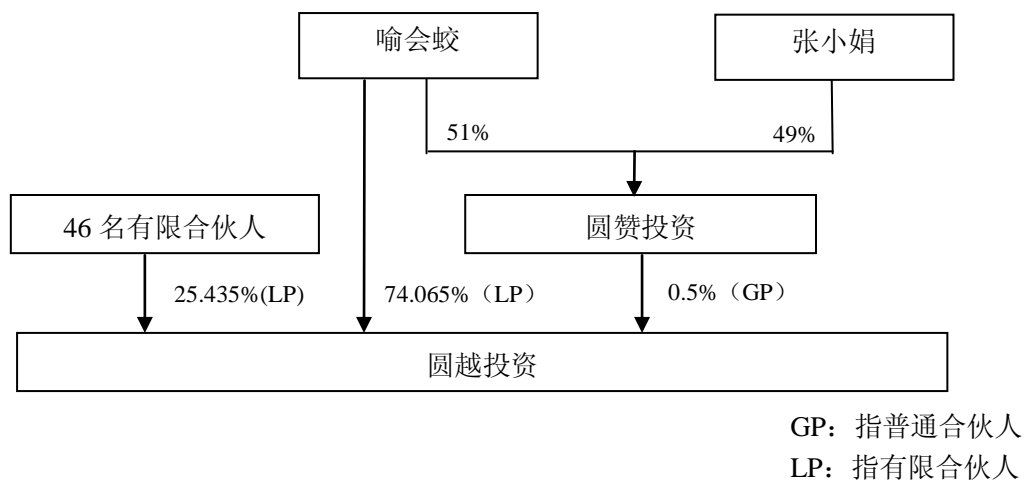 喻会蛟
张小娟
51%
49%
46 名有限合伙人
圆赞投资
25.435%(LP)
74.065%（LP）
0.5%（GP）
圆越投资
GP：指普通合伙人
LP：指有限合伙人